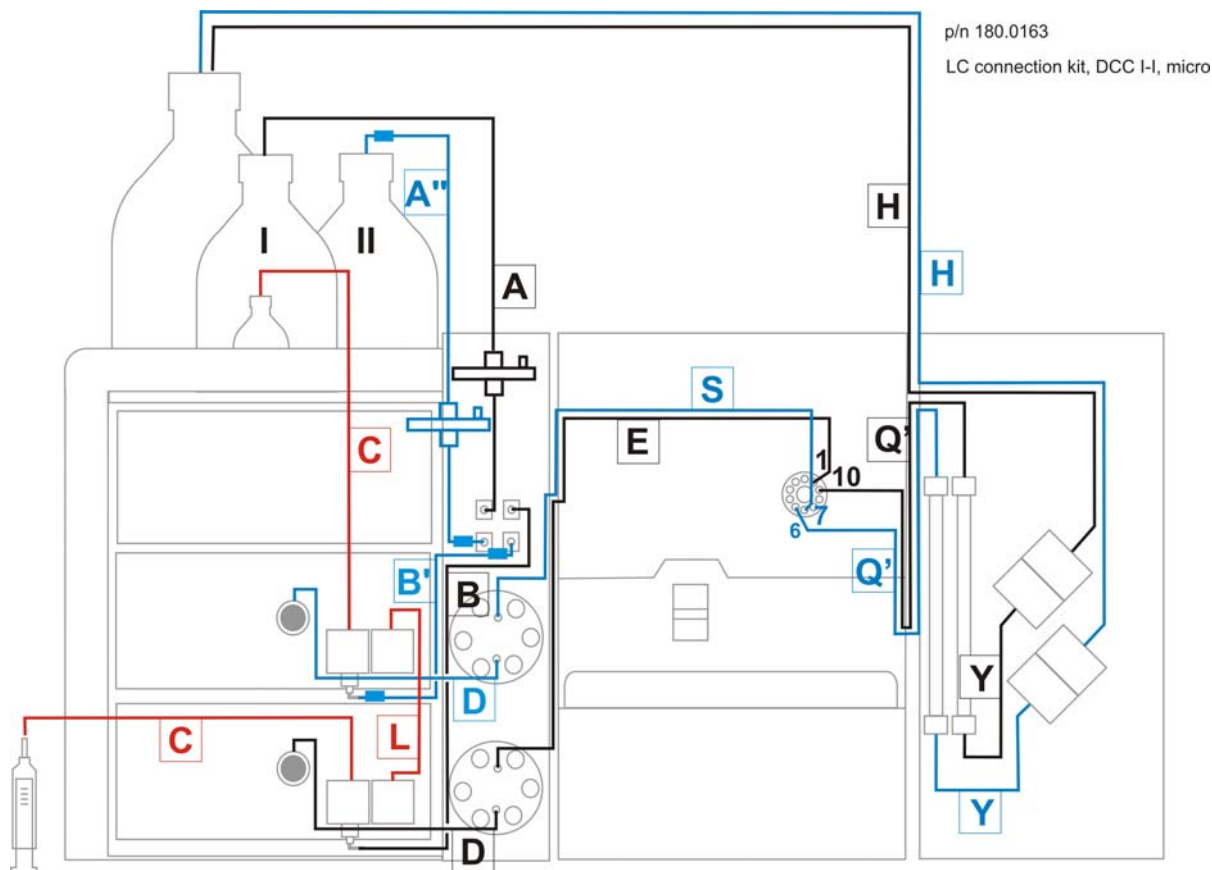 p/n 180.0163
LC connection kit, DCC I-I, micro
A"
H
I
II
H
A
S
E
Q'
C
1
10
6
7
Q'
B'
B
Y
D
C
L
Y
D